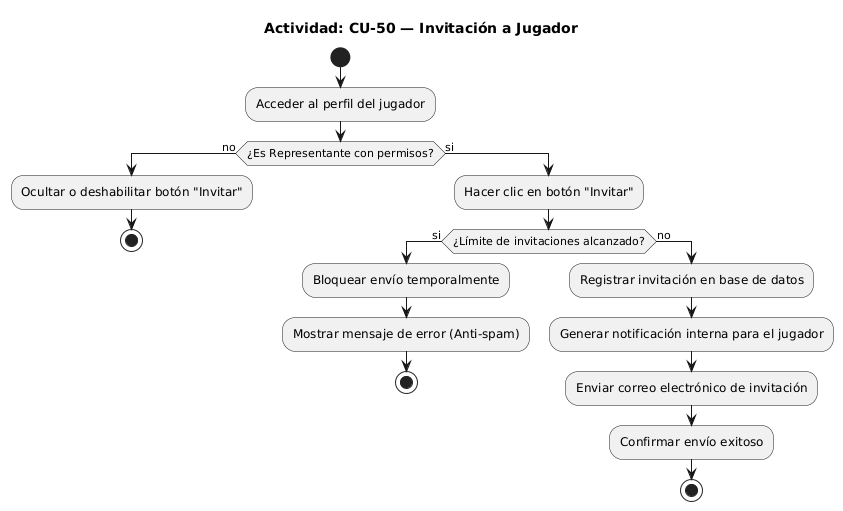 Actividad: CU-50 — Invitación a Jugador
Acceder al perfil del jugador
no
¿Es Representante con permisos?
si
Ocultar o deshabilitar botón "Invitar"
Hacer clic en botón "Invitar"
si
¿Límite de invitaciones alcanzado?
no
Bloquear envío temporalmente
Registrar invitación en base de datos
Mostrar mensaje de error (Anti-spam)
Generar notificación interna para el jugador
Enviar correo electrónico de invitación
Confirmar envío exitoso